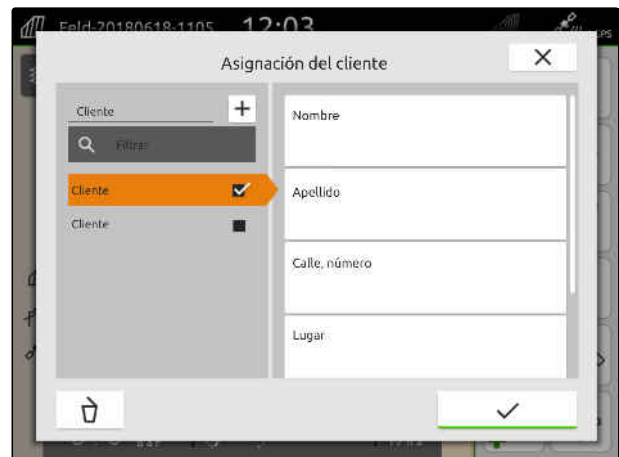 Feld-20180618-1105 12:03
Asignación del cliente
Cliente
Filtrar
Cliente
Cliente
Nombre
Apellido
Calle, número
Lugar